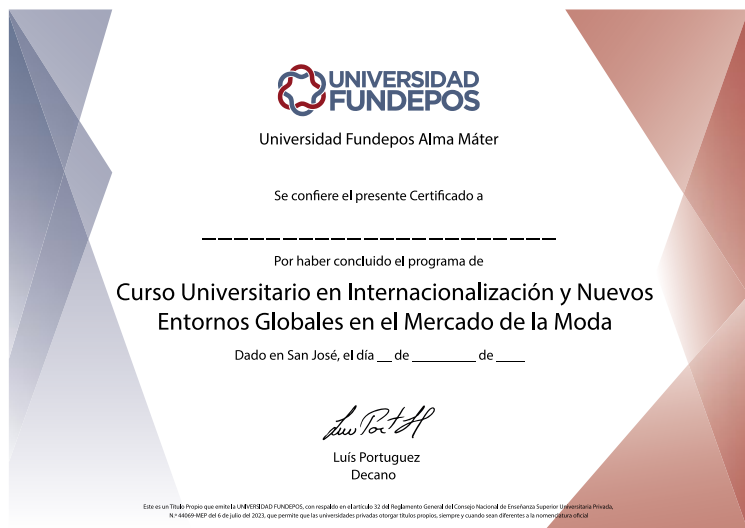 UNIVERSIDAD
FUNDEPOS
Universidad Fundepos Alma Máter
Se confiere el presente Certificado a
Por haber concluido el programa de
Curso Universitario en Internacionalización y Nuevos
Entornos Globales en el Mercado de la Moda
Dado en San José, el día __ de ________ de ____
Luís Portuguez
Decano
Este es un Título Propio que emite la UNIVERSIDAD FUNDEPOS, con respaldo en el artículo 32 del Reglamento General del Consejo Nacional de Enseñanza Superior Universitaria Privada,
N.º 44069-MEP del 6 de julio del 2023, que permite que las universidades privadas otorgar títulos propios, siempre y cuando sean diferentes a la nomenclatura oficial